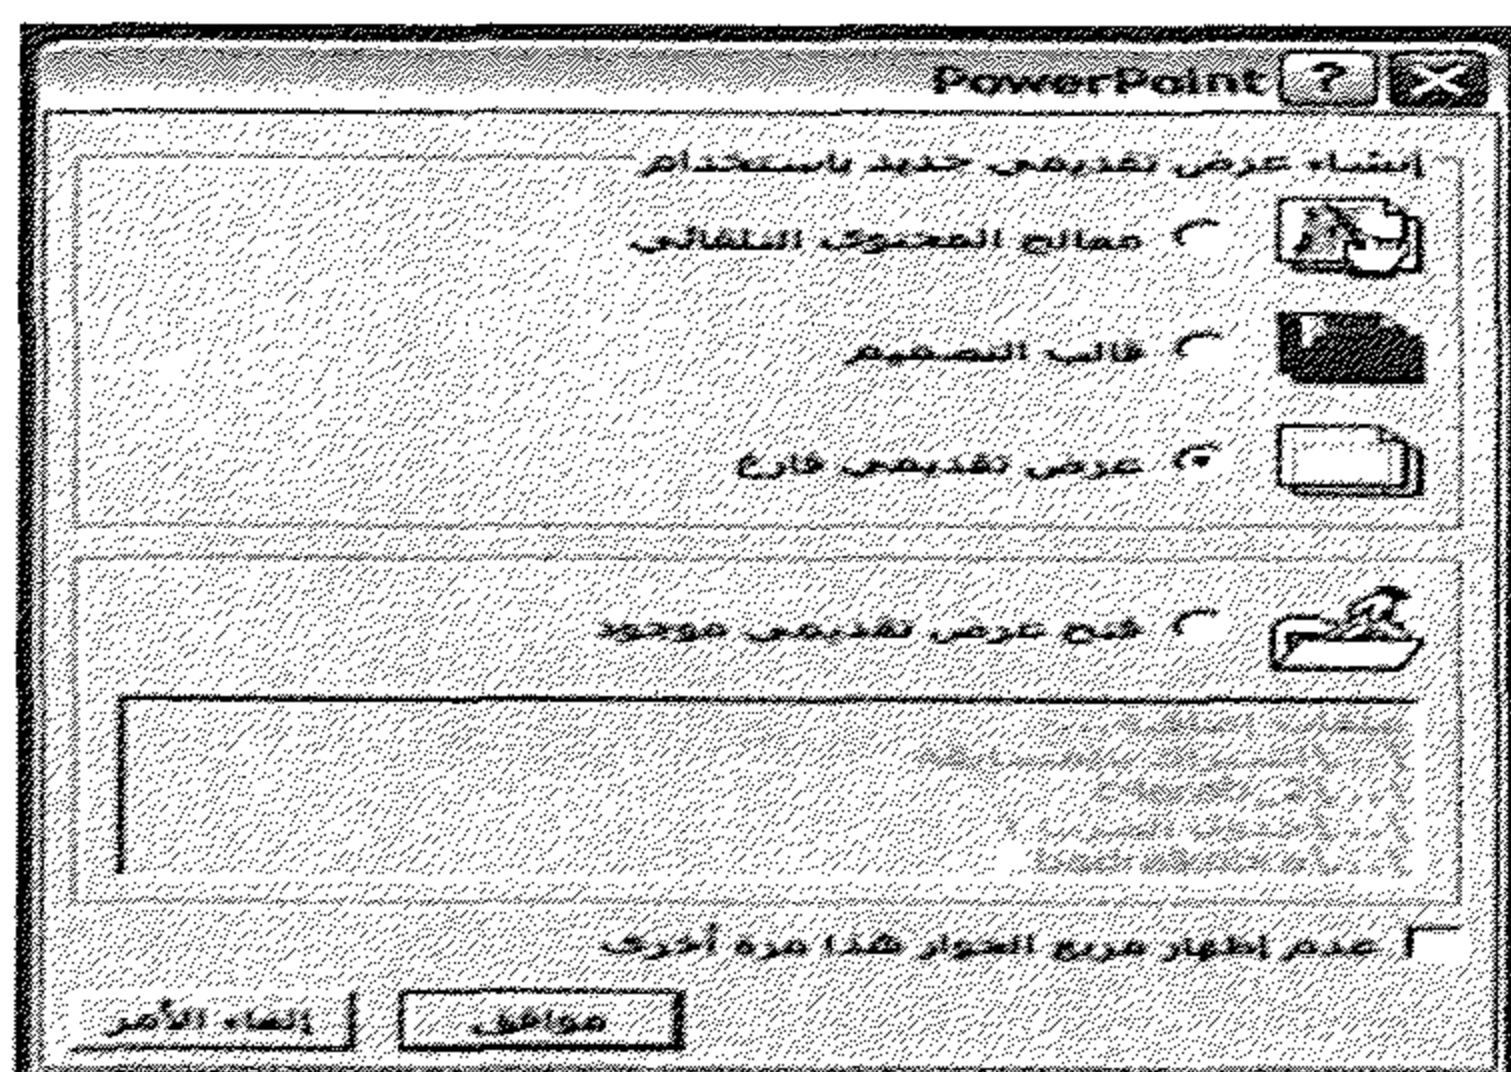 PowerPoint
إنشاء عرض تقديمي جديد باستخدام
معالج المحتوى التلقائي
قالب التصميم
عرض تقديمي فارغ
فتح عرض تقديمي موجود
عدم إظهار مربع الحوار هذا مرة أخرى
موافق
إلغاء الأمر